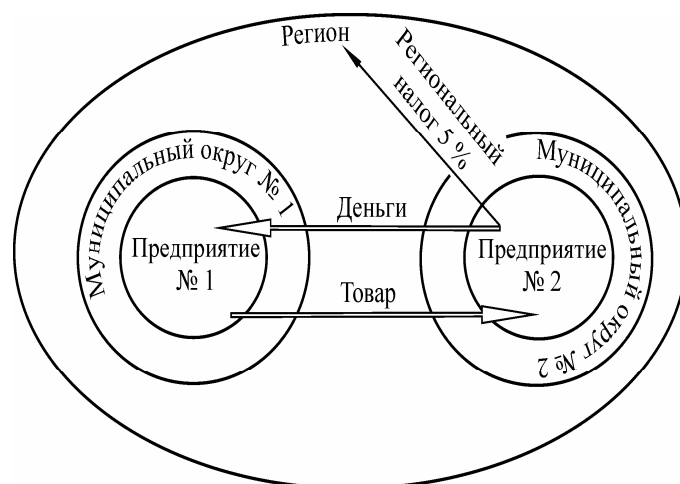 Регион
Региональный
налог 5 %
Муниципальный округ № 1
Муниципальный округ № 2
Деньги
Предприятие
№ 1
Предприятие
№ 2
Товар